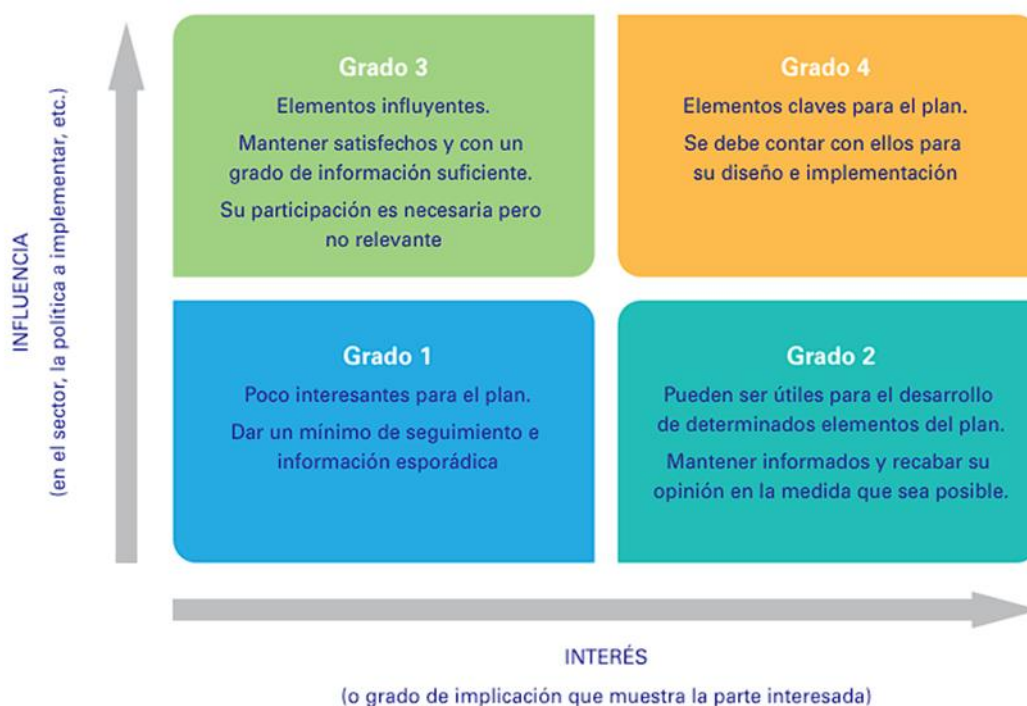 INFLUENCIA
(en el sector, la política a implementar, etc.)
Grado 3
Elementos influyentes.
Mantener satisfechos y con un
grado de información suficiente.
Su participación es necesaria pero
no relevante
Grado 4
Elementos claves para el plan.
Se debe contar con ellos para
su diseño e implementación
Grado 1
Poco interesantes para el plan.
Dar un mínimo de seguimiento e
información esporádica
Grado 2
Pueden ser útiles para el desarrollo
de determinados elementos del plan.
Mantener informados y recabar su
opinión en la medida que sea posible.
INTERÉS
(o grado de implicación que muestra la parte interesada)